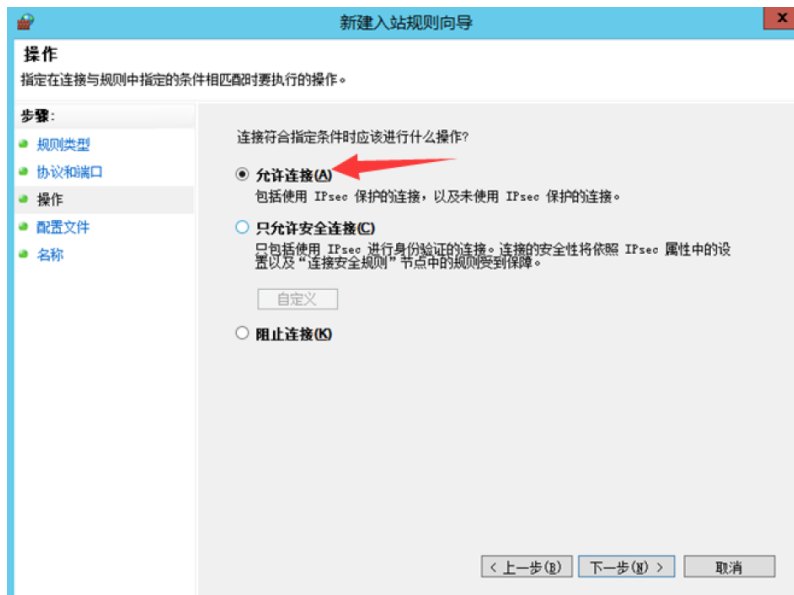 新建入站规则向导
x
操作
指定在连接与规则中指定的条件相匹配时要执行的操作。
步骤:
规则类型
协议和端口
操作
配置文件
名称
连接符合指定条件时应该进行什么操作?
允许连接(A)
包括使用 IPsec 保护的连接，以及未使用 IPsec 保护的连接。
只允许安全连接(C)
只包括使用 IPsec 进行身份验证的连接。连接的安全性将依照 IPsec 属性中的设
置以及“连接安全规则”节点中的规则受到保障。
自定义
阻止连接(K)
< 上一步(B)
下一步(N) >
取消